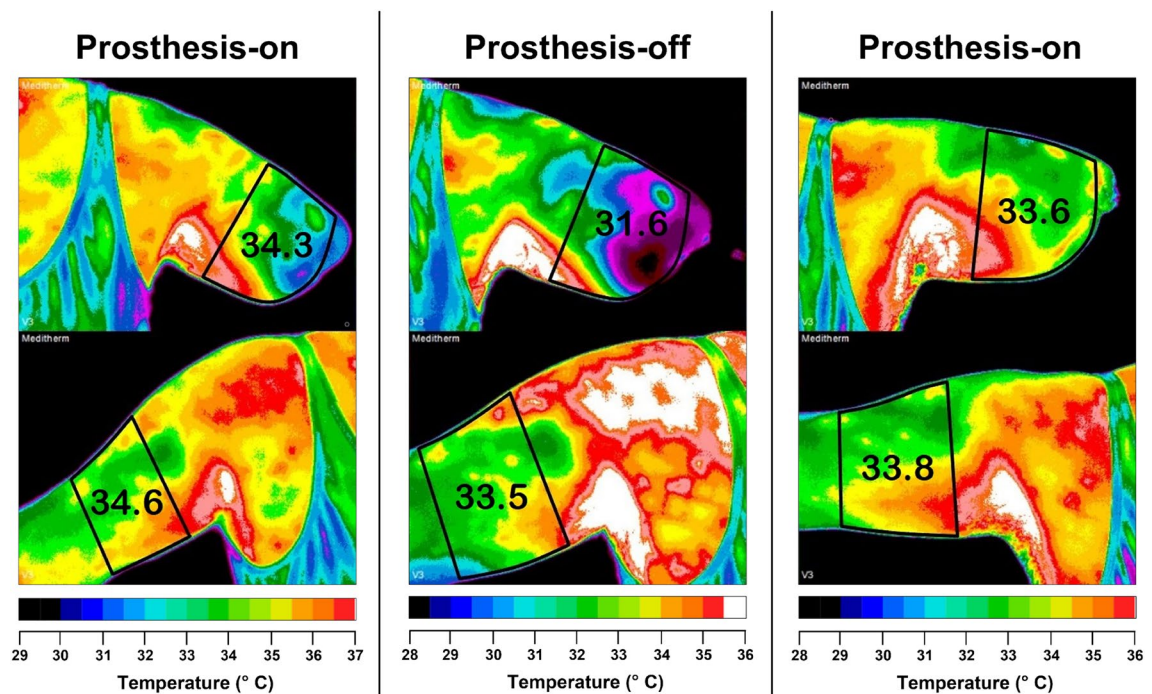 Prosthesis-on
Meditherm
34.3
V3
Meditherm
34.6
V3
29 30 31 32 33 34 35 36 37
Temperature (° C)
Prosthesis-off
Meditherm
31.6
V3
Meditherm
33.5
V3
28 29 30 31 32 33 34 35 36
Temperature (° C)
Prosthesis-on
Meditherm
33.6
V3
Meditherm
33.8
V3
28 29 30 31 32 33 34 35 36
Temperature (° C)